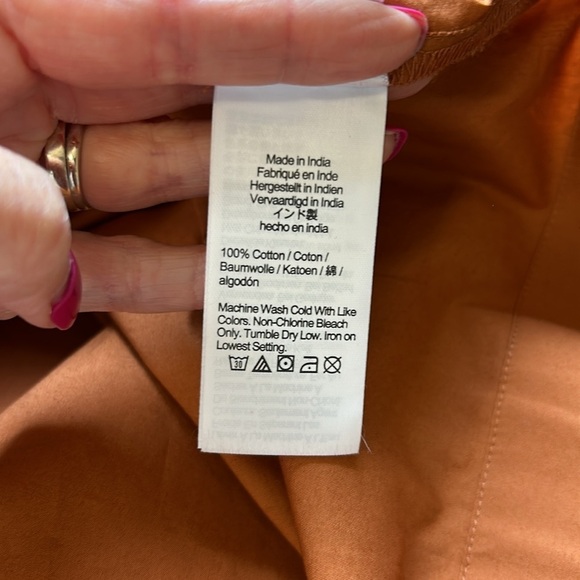 Made in India
Fabriqué en Inde
Hergestellt in Indien
Vervaardigd in India
インド製
hecho en india
100% Cotton / Coton /
Baumwolle / Katoen / 綿 /
algodón
Machine Wash Cold With Like
Colors. Non-Chlorine Bleach
Only. Tumble Dry Low. Iron on
Lowest Setting.
30